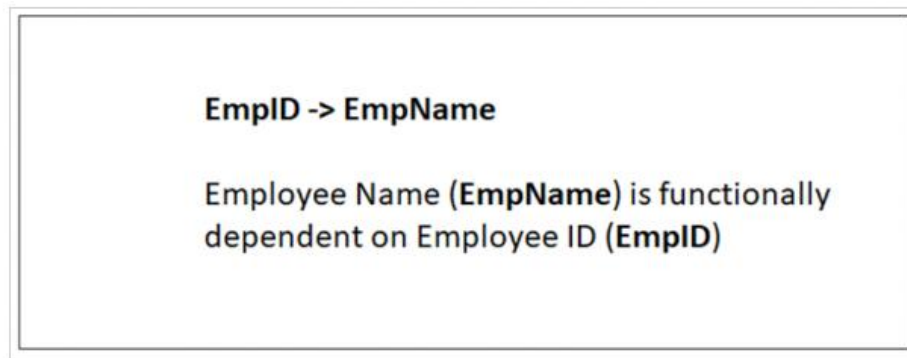 EmpID -> EmpName
Employee Name (EmpName) is functionally
dependent on Employee ID (EmpID)